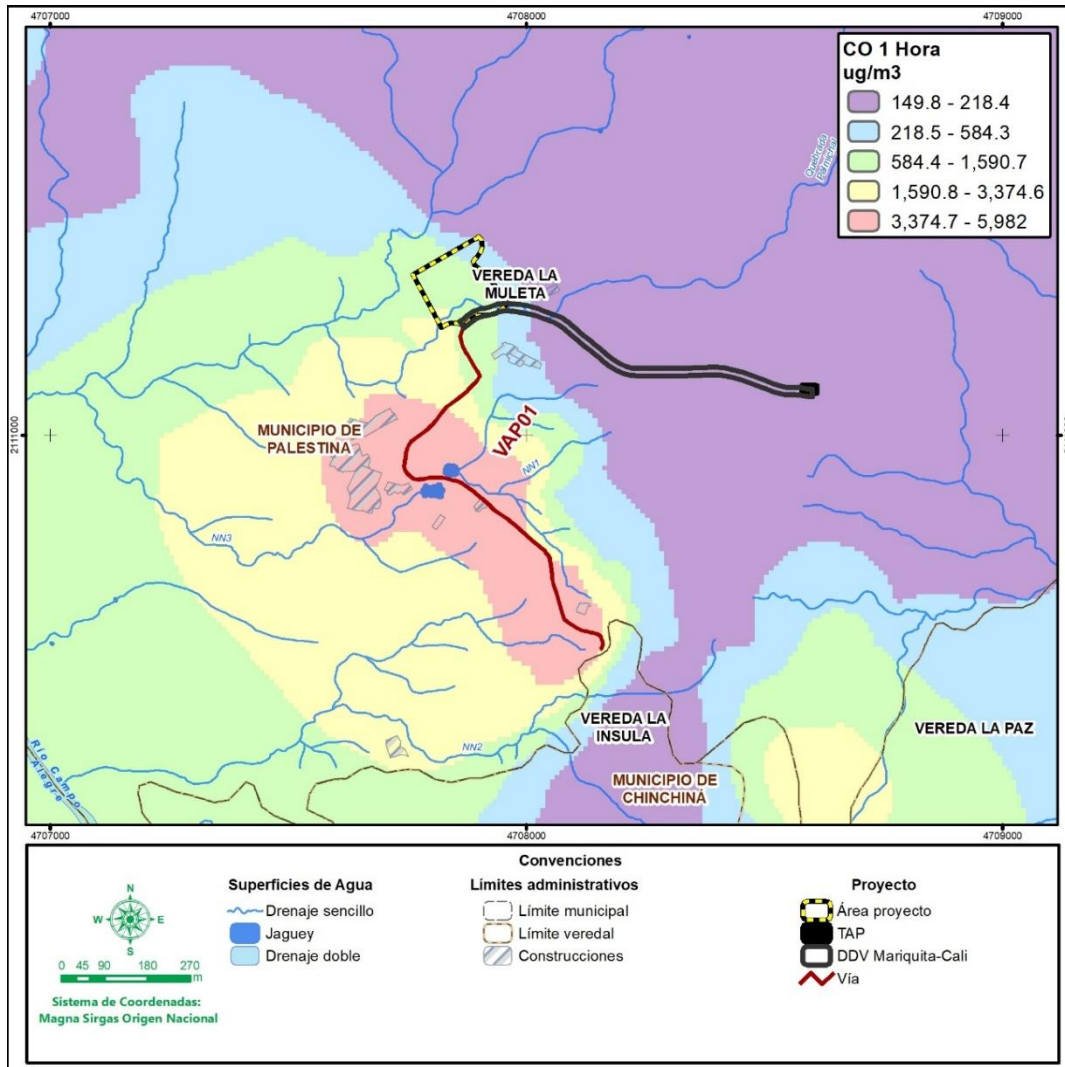 4707000
4708000
4709000
CO 1 Hora
ug/m3
149.8 - 218.4
218.5 - 584.3
584.4 - 1,590.7
1,590.8 - 3,374.6
3,374.7 - 5,982
Quebrada
Palmichal
VEREDA LA
MULETA
2111000
MUNICIPIO DE
PALESTINA
VAP01
NN1
NN3
VEREDA LA
INSULA
VEREDA LA PAZ
NN2
MUNICIPIO DE
CHINCHINÁ
Río Campo
Alegre
4707000
4708000
4709000
Convenciones
Superficies de Agua
Drenaje sencillo
Jaguey
Drenaje doble
Límites administrativos
Límite municipal
Límite veredal
Construcciones
Proyecto
Área proyecto
TAP
DDV Mariquita-Cali
Vía
N
W
E
S
0 45 90 180 270
m
Sistema de Coordenadas:
Magna Sirgas Origen Nacional